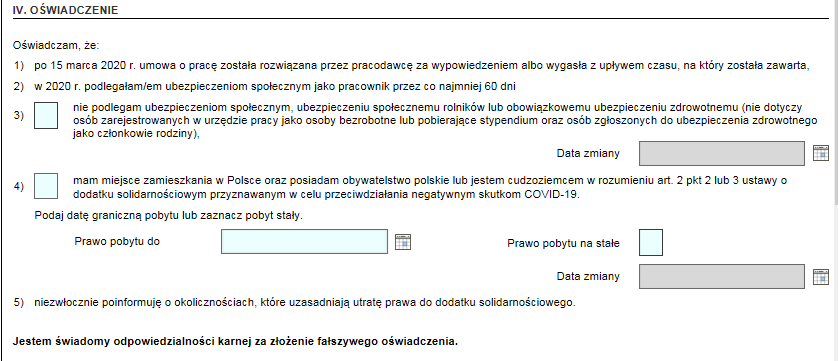 IV. OŚWIADCZENIE
Oświadczam, że:
1) po 15 marca 2020 r. umowa o pracę została rozwiązana przez pracodawcę za wypowiedzeniem albo wygasła z upływem czasu, na który została zawarta,
2) w 2020 r. podlegałam/em ubezpieczeniom społecznym jako pracownik przez co najmniej 60 dni
3) nie podlegam ubezpieczeniom społecznym, ubezpieczeniu społecznemu rolników lub obowiązkowemu ubezpieczeniu zdrowotnemu (nie dotyczy
osób zarejestrowanych w urzędzie pracy jako osoby bezrobotne lub pobierające stypendium oraz osób zgłoszonych do ubezpieczenia zdrowotnego
jako członkowie rodziny),
Data zmiany
4) mam miejsce zamieszkania w Polsce oraz posiadam obywatelstwo polskie lub jestem cudzoziemcem w rozumieniu art. 2 pkt 2 lub 3 ustawy o
dodatku solidarnościowym przyznawanym w celu przeciwdziałania negatywnym skutkom COVID-19.
Podaj datę graniczną pobytu lub zaznacz pobyt stały.
Prawo pobytu do Prawo pobytu na stałe
Data zmiany
5) niezwłocznie poinformuję o okolicznościach, które uzasadniają utratę prawa do dodatku solidarnościowego.
Jestem świadomy odpowiedzialności karnej za złożenie fałszywego oświadczenia.